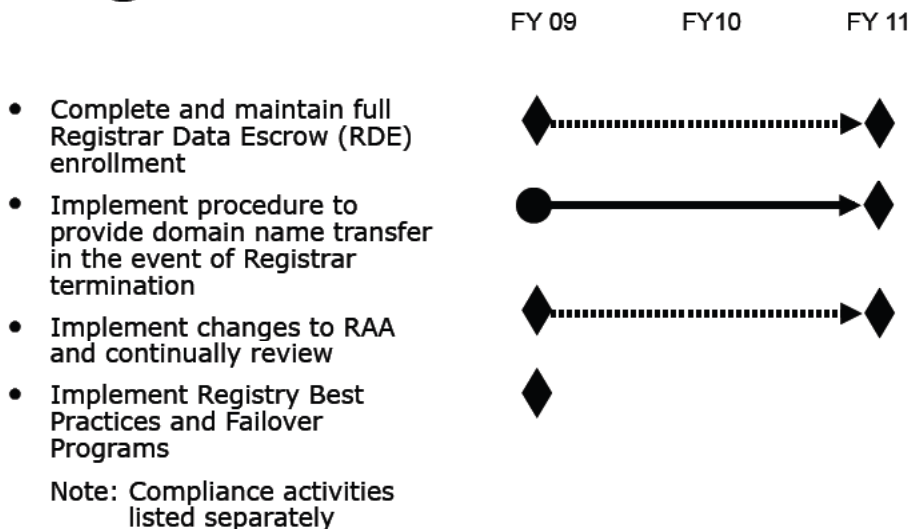 FY 09 FY10 FY 11
• Complete and maintain full
Registrar Data Escrow (RDE)
enrollment
• Implement procedure to
provide domain name transfer
in the event of Registrar
termination
• Implement changes to RAA
and continually review
• Implement Registry Best
Practices and Failover
Programs
Note: Compliance activities
listed separately